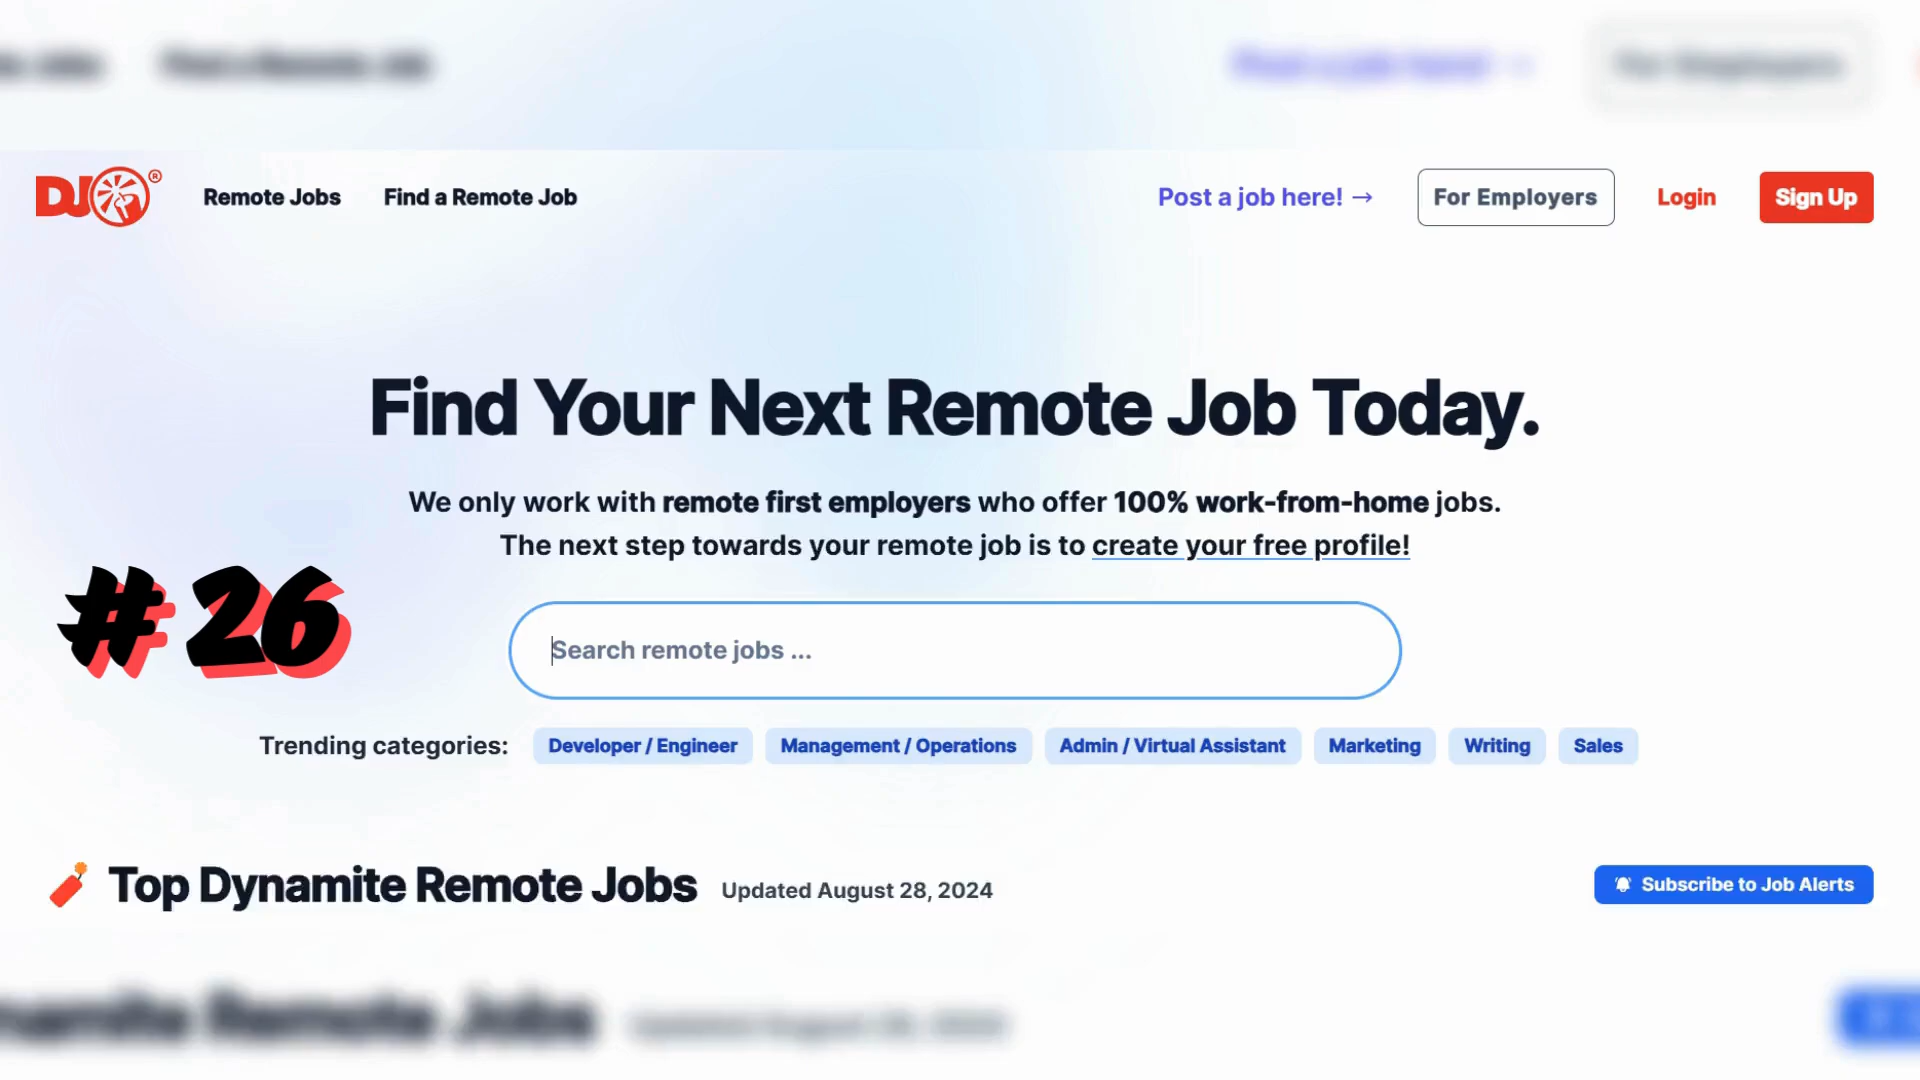 DJ ®
Remote Jobs
Find a Remote Job
Post a job here! →
For Employers
Login
Sign Up
Find Your Next Remote Job Today.
We only work with remote first employers who offer 100% work-from-home jobs.
The next step towards your remote job is to create your free profile!
# 26
Search remote jobs ...
Trending categories: Developer / Engineer Management / Operations Admin / Virtual Assistant Marketing Writing Sales
Top Dynamite Remote Jobs Updated August 28, 2024
Subscribe to Job Alerts